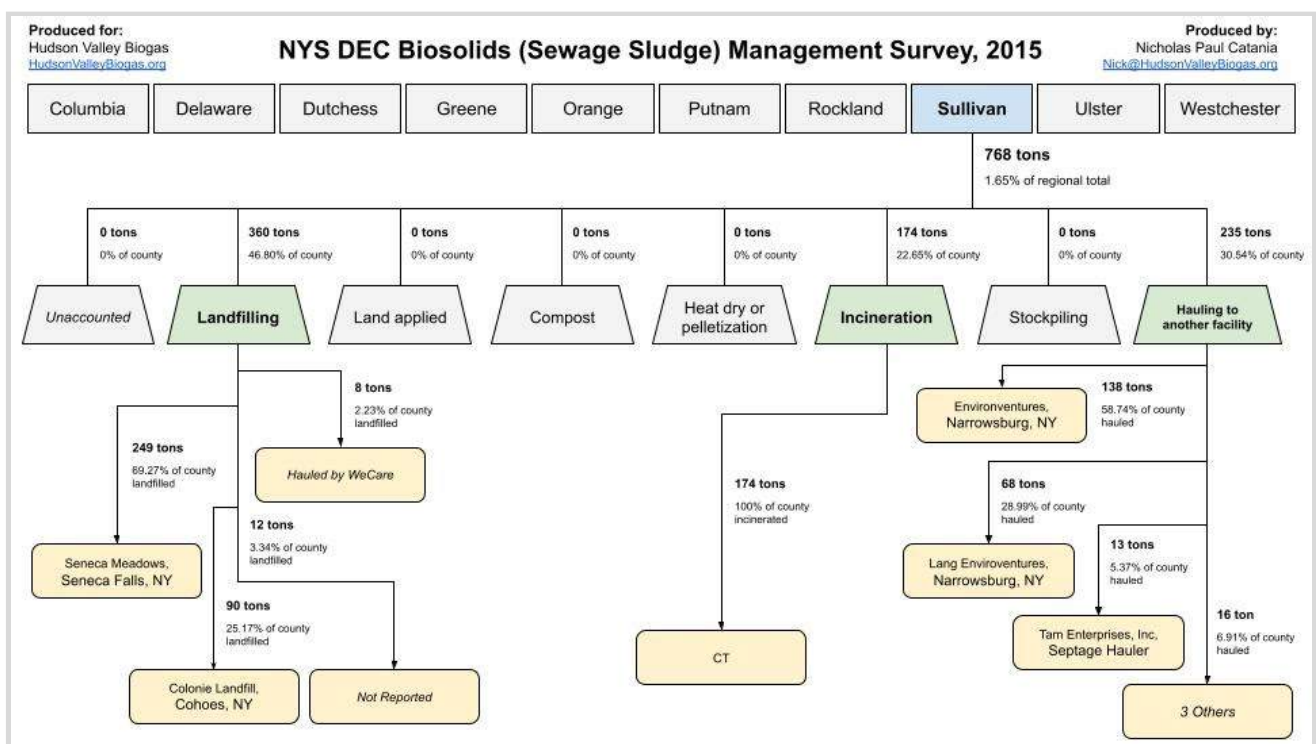 Produced for:
Hudson Valley Biogas
HudsonValleyBiogas.org
NYS DEC Biosolids (Sewage Sludge) Management Survey, 2015
Produced by:
Nicholas Paul Catania
Nick@HudsonValleyBiogas.org
Columbia
Delaware
Dutchess
Greene
Orange
Putnam
Rockland
Sullivan
Ulster
Westchester
768 tons
1.65% of regional total
0 tons
0% of county
360 tons
46.80% of county
0 tons
0% of county
0 tons
0% of county
0 tons
0% of county
174 tons
22.65% of county
0 tons
0% of county
235 tons
30.54% of county
Unaccounted
Landfilling
Land applied
Compost
Heat dry or
pelletization
Incineration
Stockpiling
Hauling to
another facility
8 tons
2.23% of county
landfilled
Hauled by WeCare
249 tons
69.27% of county
landfilled
Seneca Meadows,
Seneca Falls, NY
12 tons
3.34% of county
landfilled
90 tons
25.17% of county
landfilled
Colonie Landfill,
Cohoes, NY
Not Reported
174 tons
100% of county
incinerated
CT
138 tons
58.74% of county
hauled
Environventures,
Narrowsburg, NY
68 tons
28.99% of county
hauled
Lang Enviroventures,
Narrowsburg, NY
13 tons
5.37% of county
hauled
Tam Enterprises, Inc,
Septage Hauler
16 ton
6.91% of county
hauled
3 Others